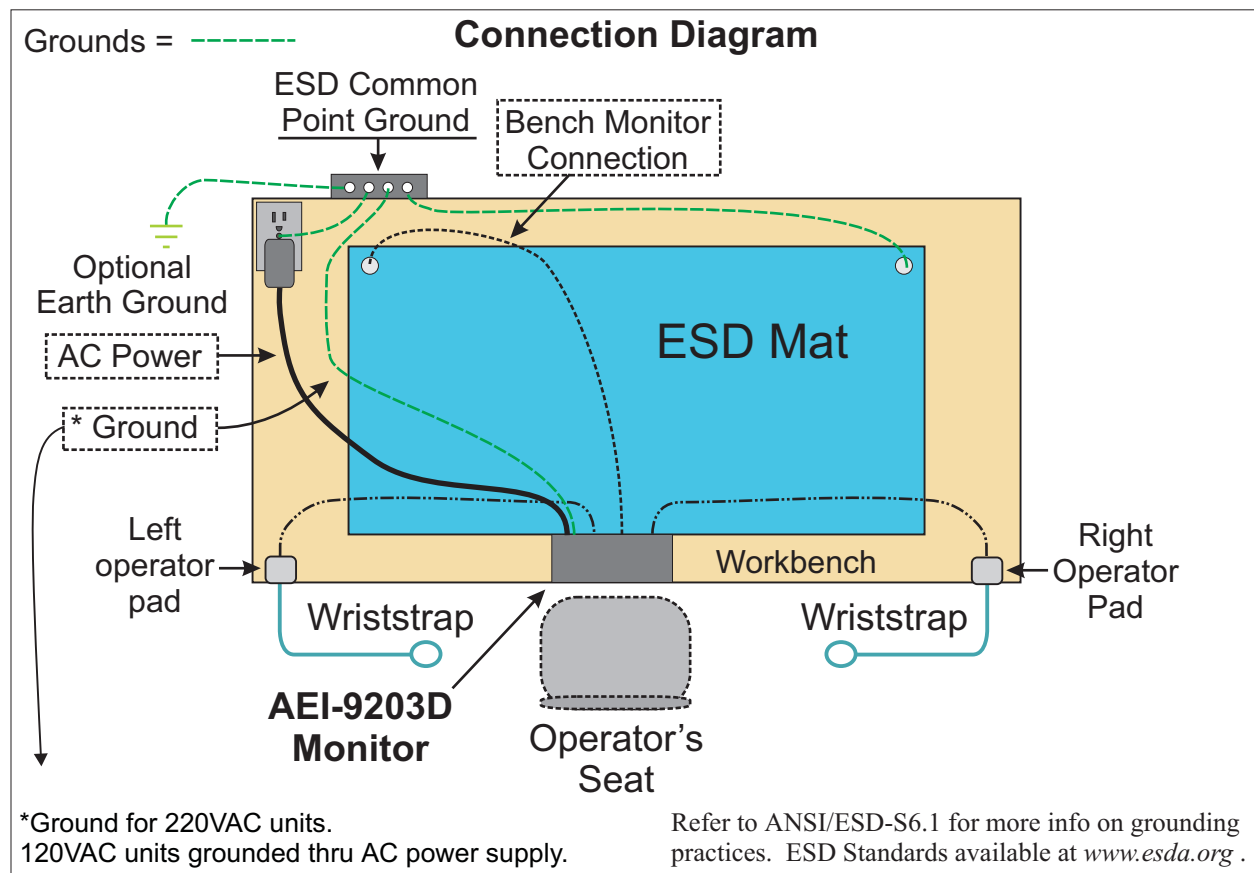 Connection Diagram
Grounds =
ESD Common
Point Ground
Bench Monitor
Connection
Optional
Earth Ground
AC Power
* Ground
ESD Mat
Left
operator
pad
Workbench
Right
Operator
Pad
Wriststrap
Wriststrap
AEI-9203D
Monitor
Operator’s
Seat
*Ground for 220VAC units.
120VAC units grounded thru AC power supply.
Refer to ANSI/ESD-S6.1 for more info on grounding
practices.  ESD Standards available at www.esda.org .